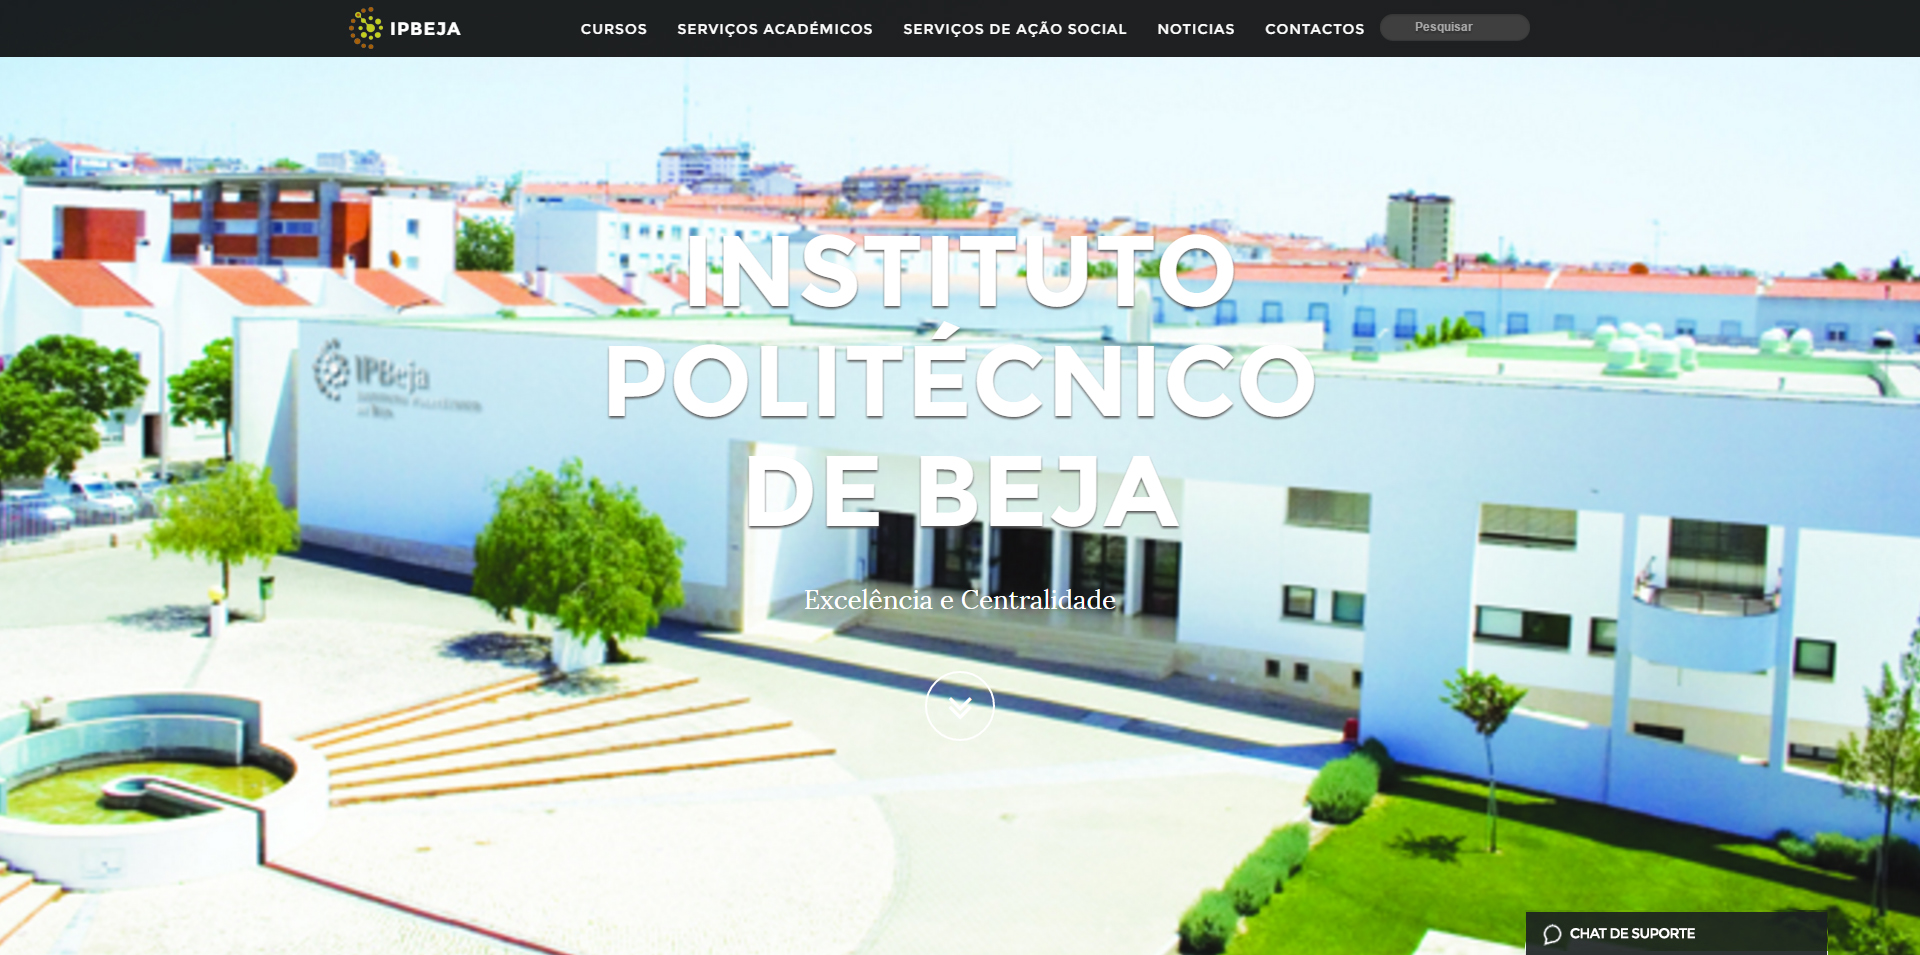 IPBEJA
CURSOS
SERVIÇOS ACADÉMICOS
SERVIÇOS DE AÇÃO SOCIAL
NOTICIAS
CONTACTOS
Pesquisar
INSTITUTO
POLITÉCNICO
DE BEJA
IPBeja
Excelência e Centralidade
CHAT DE SUPORTE